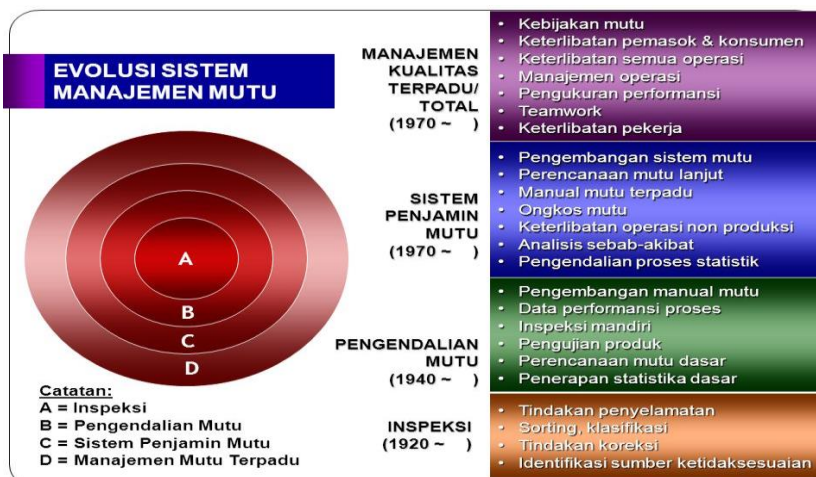 EVOLUSI SISTEM
MANAJEMEN MUTU
A
B
C
D
Catatan:
A = Inspeksi
B = Pengendalian Mutu
C = Sistem Penjamin Mutu
D = Manajemen Mutu Terpadu
MANAJEMEN
KUALITAS
TERPADU/
TOTAL
(1970 ~ )
• Kebijakan mutu
• Keterlibatan pemasok & konsumen
• Keterlibatan semua operasi
• Manajemen operasi
• Pengukuran performansi
• Teamwork
• Keterlibatan pekerja
SISTEM
PENJAMIN
MUTU
(1970 ~ )
• Pengembangan sistem mutu
• Perencanaan mutu lanjut
• Manual mutu terpadu
• Ongkos mutu
• Keterlibatan operasi non produksi
• Analisis sebab-akibat
• Pengendalian proses statistik
PENGENDALIAN
MUTU
(1940 ~ )
• Pengembangan manual mutu
• Data performansi proses
• Inspeksi mandiri
• Pengujian produk
• Perencanaan mutu dasar
• Penerapan statistika dasar
INSPEKSI
(1920 ~ )
• Tindakan penyelamatan
• Sorting, klasifikasi
• Tindakan koreksi
• Identifikasi sumber ketidaksesuaian